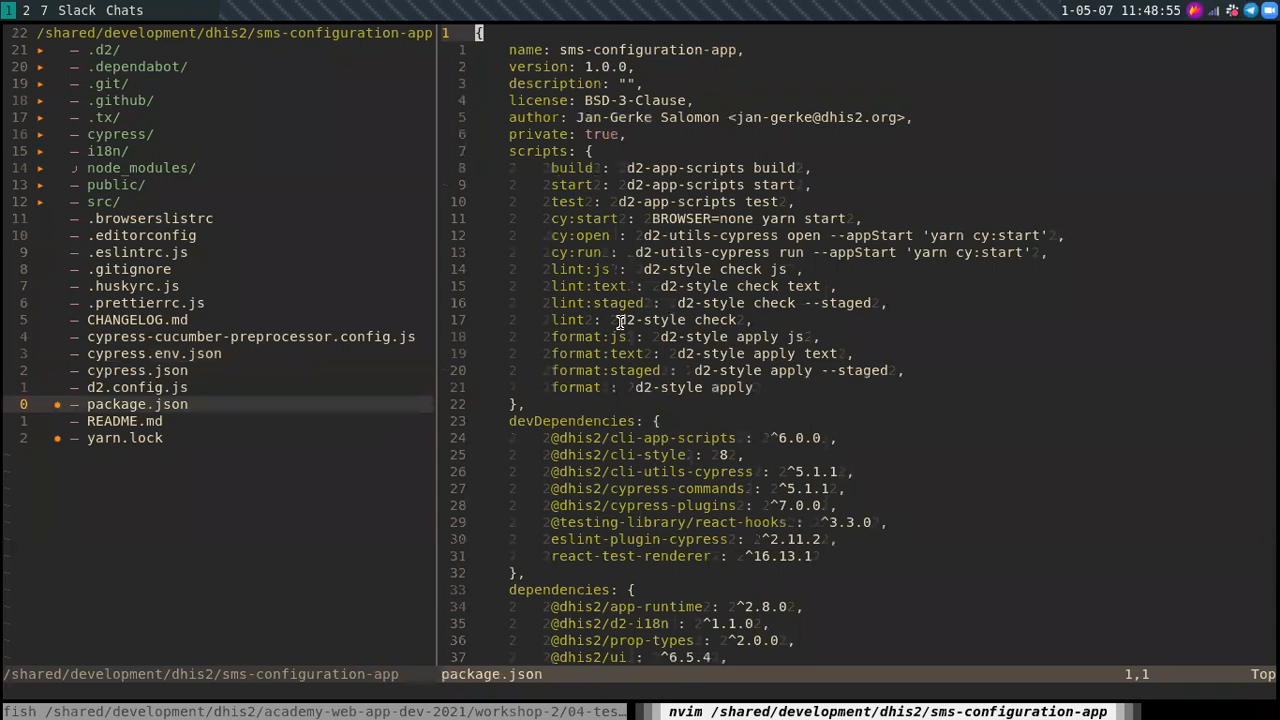 1 2 7 Slack Chats
1-05-07 11:48:55
22 /shared/development/dhis2/sms-configuration-app
21 ▸ – .d2/
20 ▸ – .dependabot/
19 ▸ – .git/
18 ▸ – .github/
17 ▸ – .tx/
16 ▸ – cypress/
15 ▸ – i18n/
14 – node_modules/
13 ▸ – public/
12 ▸ – src/
11 – .browserslistrc
10 – .editorconfig
9 – .eslintrc.js
8 – .gitignore
7 – .huskyrc.js
6 – .prettierrc.js
5 – CHANGELOG.md
4 – cypress-cucumber-preprocessor.config.js
3 – cypress.env.json
2 – cypress.json
1 – d2.config.js
0 – package.json
1 – README.md
2 – yarn.lock
/shared/development/dhis2/sms-configuration-app
1 {
1 name: sms-configuration-app,
2 version: 1.0.0,
3 description: "",
4 license: BSD-3-Clause,
5 author: Jan-Gerke Salomon <jan-gerke@dhis2.org>,
6 private: true,
7 scripts: {
8 build: d2-app-scripts build,
9 start: d2-app-scripts start,
10 test: d2-app-scripts test,
11 cy:start: BROWSER=none yarn start,
12 cy:open: d2-utils-cypress open --appStart 'yarn cy:start',
13 cy:run: d2-utils-cypress run --appStart 'yarn cy:start',
14 lint:js: d2-style check js,
15 lint:text: d2-style check text,
16 lint:staged: d2-style check --staged,
17 lint: d2-style check,
18 format:js: d2-style apply js,
19 format:text: d2-style apply text,
20 format:staged: d2-style apply --staged,
21 format: d2-style apply
22 },
23 devDependencies: {
24 @dhis2/cli-app-scripts: ^6.0.0,
25 @dhis2/cli-style: 8,
26 @dhis2/cli-utils-cypress: ^5.1.1,
27 @dhis2/cypress-commands: ^5.1.1,
28 @dhis2/cypress-plugins: ^7.0.0,
29 @testing-library/react-hooks: ^3.3.0,
30 eslint-plugin-cypress: ^2.11.2,
31 react-test-renderer: ^16.13.1
32 },
33 dependencies: {
34 @dhis2/app-runtime: ^2.8.0,
35 @dhis2/d2-i18n: ^1.1.0,
36 @dhis2/prop-types: ^2.0.0,
37 @dhis2/ui: ^6.5.4,
package.json 1,1 Top
fish /shared/development/dhis2/academy-web-app-dev-2021/workshop-2/04-tes…
nvim /shared/development/dhis2/sms-configuration-app